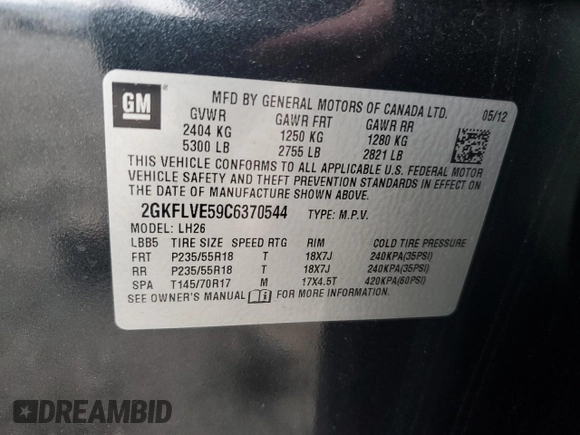 GM
MFD BY GENERAL MOTORS OF CANADA LTD.
05/12
GVWR GAWR FRT GAWR RR
2404 KG 1250 KG 1280 KG
5300 LB 2755 LB 2821 LB
THIS VEHICLE CONFORMS TO ALL APPLICABLE U.S. FEDERAL MOTOR
VEHICLE SAFETY AND THEFT PREVENTION STANDARDS IN EFFECT ON
THE DATE OF MANUFACTURE SHOWN ABOVE.
2GKFLVE59C6370544 TYPE: M.P.V.
MODEL: LH26
LBB5 TIRE SIZE SPEED RTG RIM COLD TIRE PRESSURE
FRT P235/55R18 T 18X7J 240KPA(35PSI)
RR P235/55R18 T 18X7J 240KPA(35PSI)
SPA T145/70R17 M 17X4.5T 420KPA(60PSI)
SEE OWNER'S MANUAL FOR MORE INFORMATION.
DREAMBID